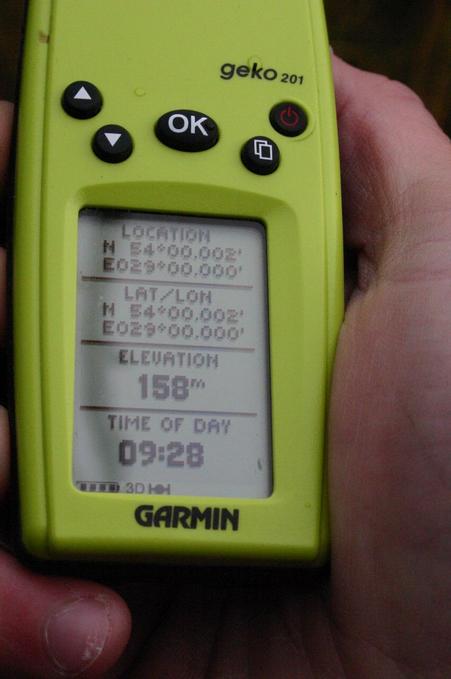 geko 201
OK
LOCATION
N 54°00.002'
E029°00.000'
LAT/LON
N 54°00.002'
E029°00.000'
ELEVATION
158m
TIME OF DAY
09:28
3D
GARMIN